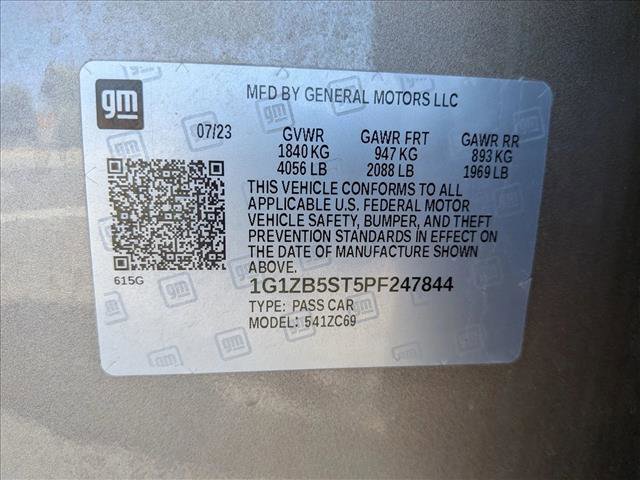 gm
MFD BY GENERAL MOTORS LLC
07/23 GVWR GAWR FRT GAWR RR
1840 KG 947 KG 893 KG
4056 LB 2088 LB 1969 LB
THIS VEHICLE CONFORMS TO ALL
APPLICABLE U.S. FEDERAL MOTOR
VEHICLE SAFETY, BUMPER, AND THEFT
PREVENTION STANDARDS IN EFFECT ON
THE DATE OF MANUFACTURE SHOWN
ABOVE.
615G
1G1ZB5ST5PF247844
TYPE: PASS CAR
MODEL: 541ZC69